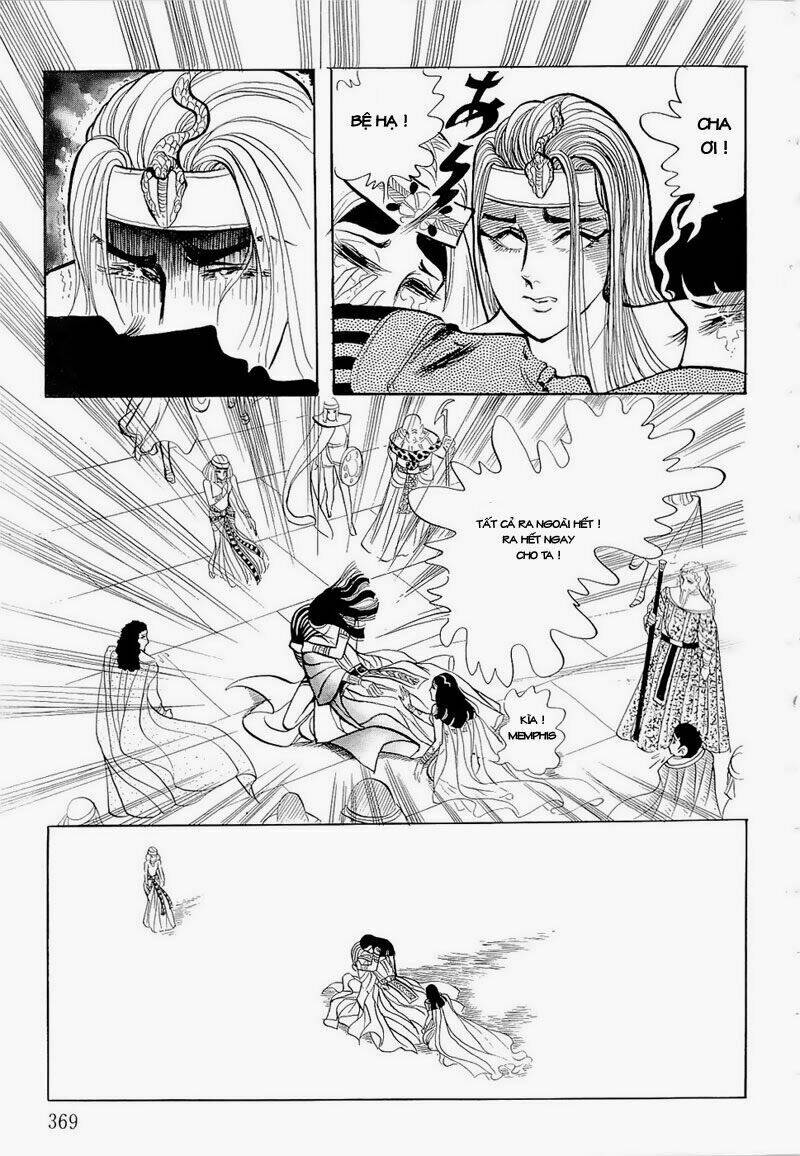 BỆ HẠ !
あ〜〜
CHA
ƠI !
TẤT CẢ RA NGOÀI HẾT !
RA HẾT NGAY
CHO TA !
KÌA !
MEMPHIS
369